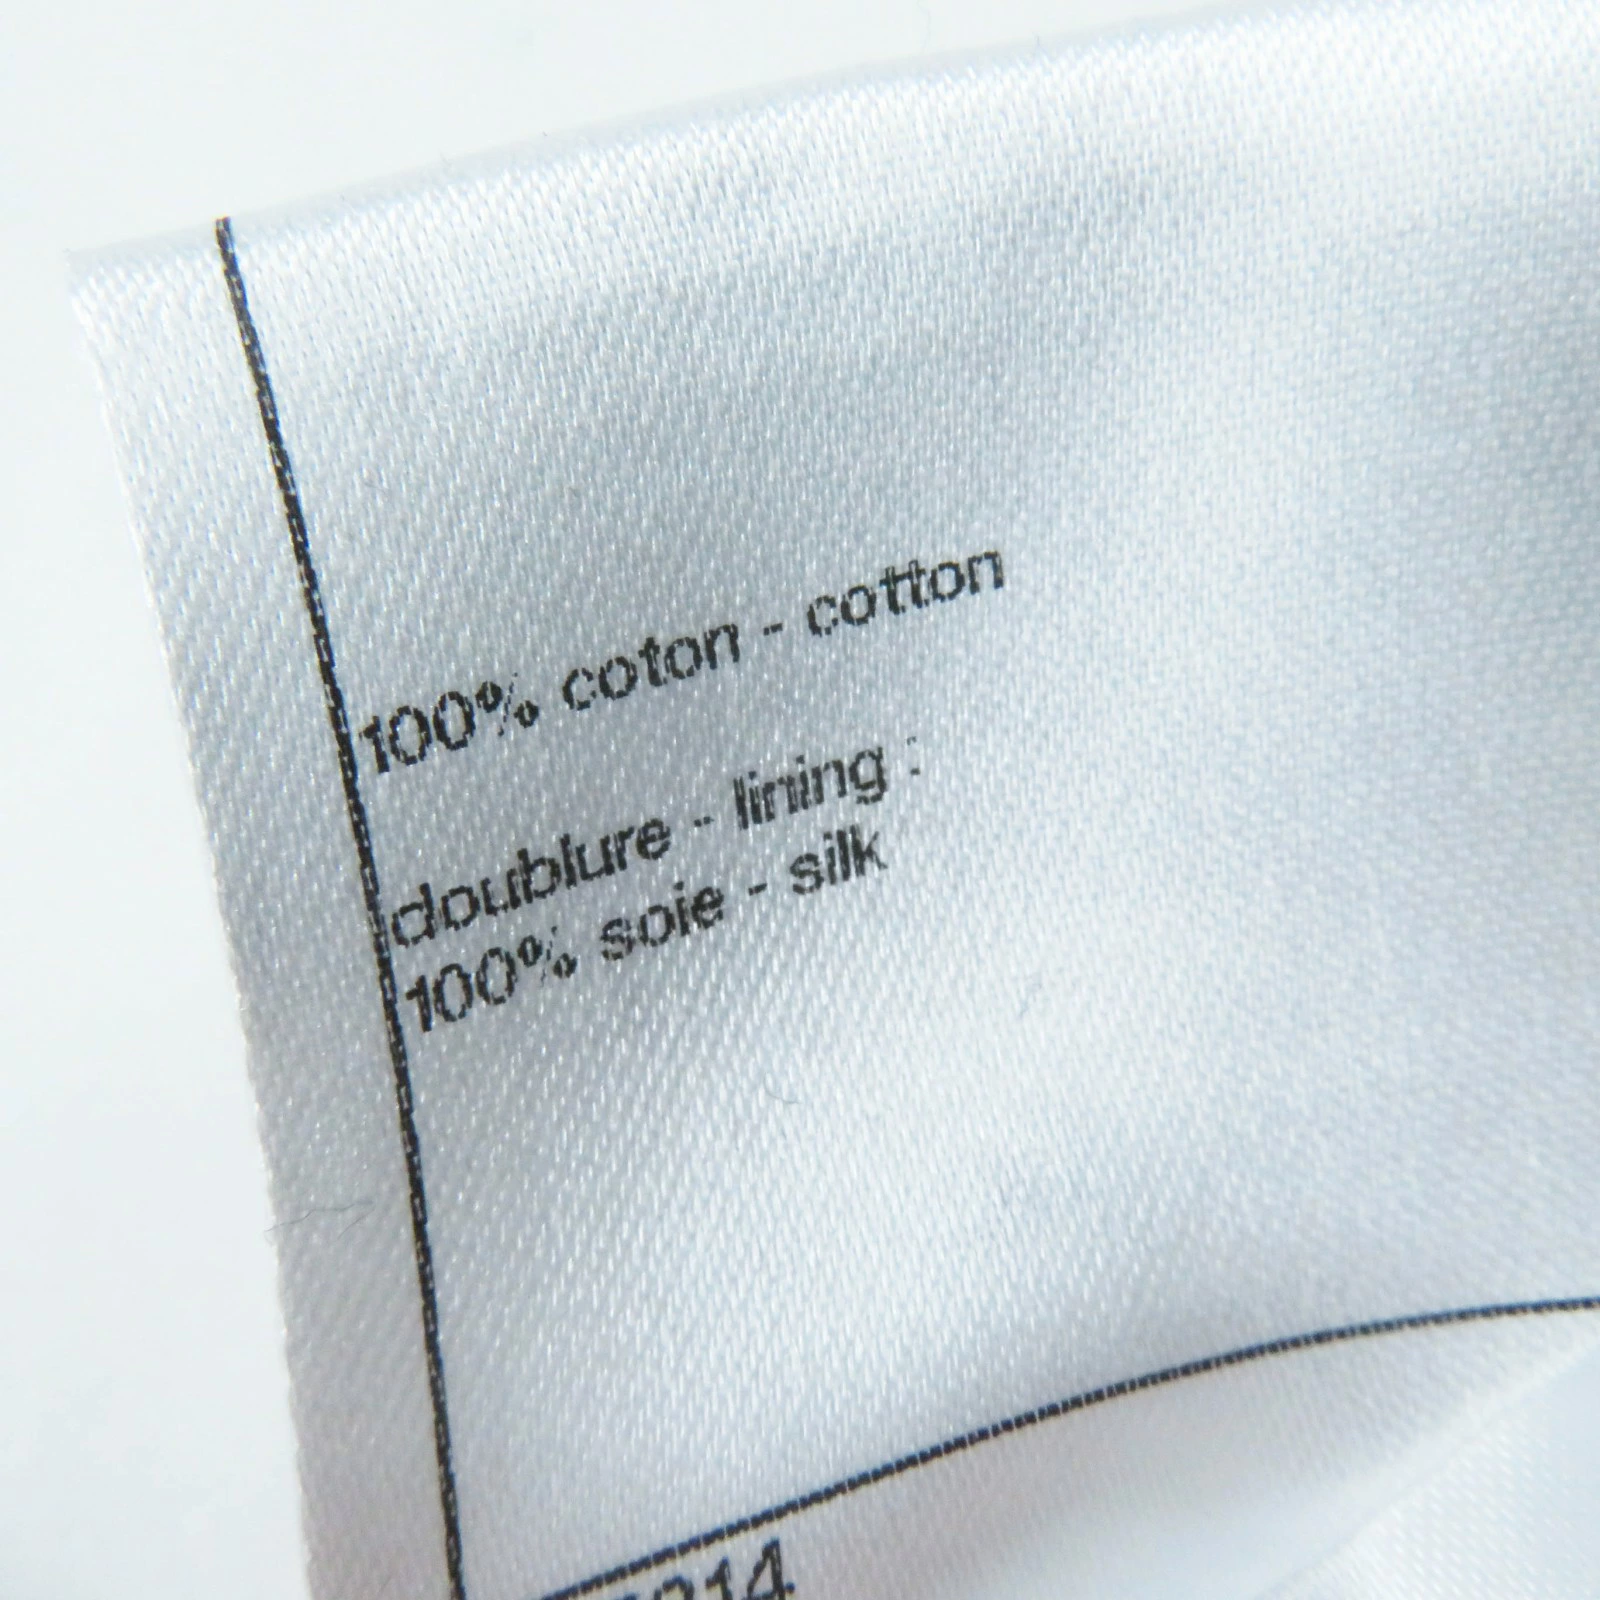 100% coton - cotton
doublure - lining :
100% soie - silk